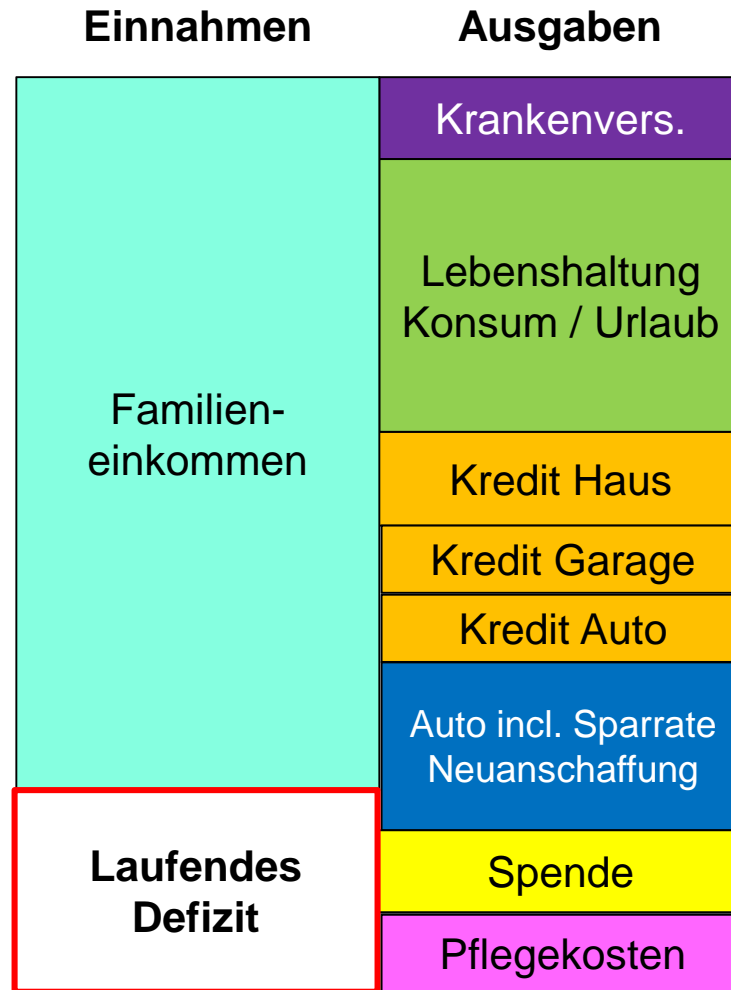 Einnahmen
Ausgaben
Krankenvers.
Lebenshaltung
Konsum / Urlaub
Familien-
einkommen
Kredit Haus
Kredit Garage
Kredit Auto
Auto incl. Sparrate
Neuanschaffung
Laufendes
Defizit
Spende
Pflegekosten